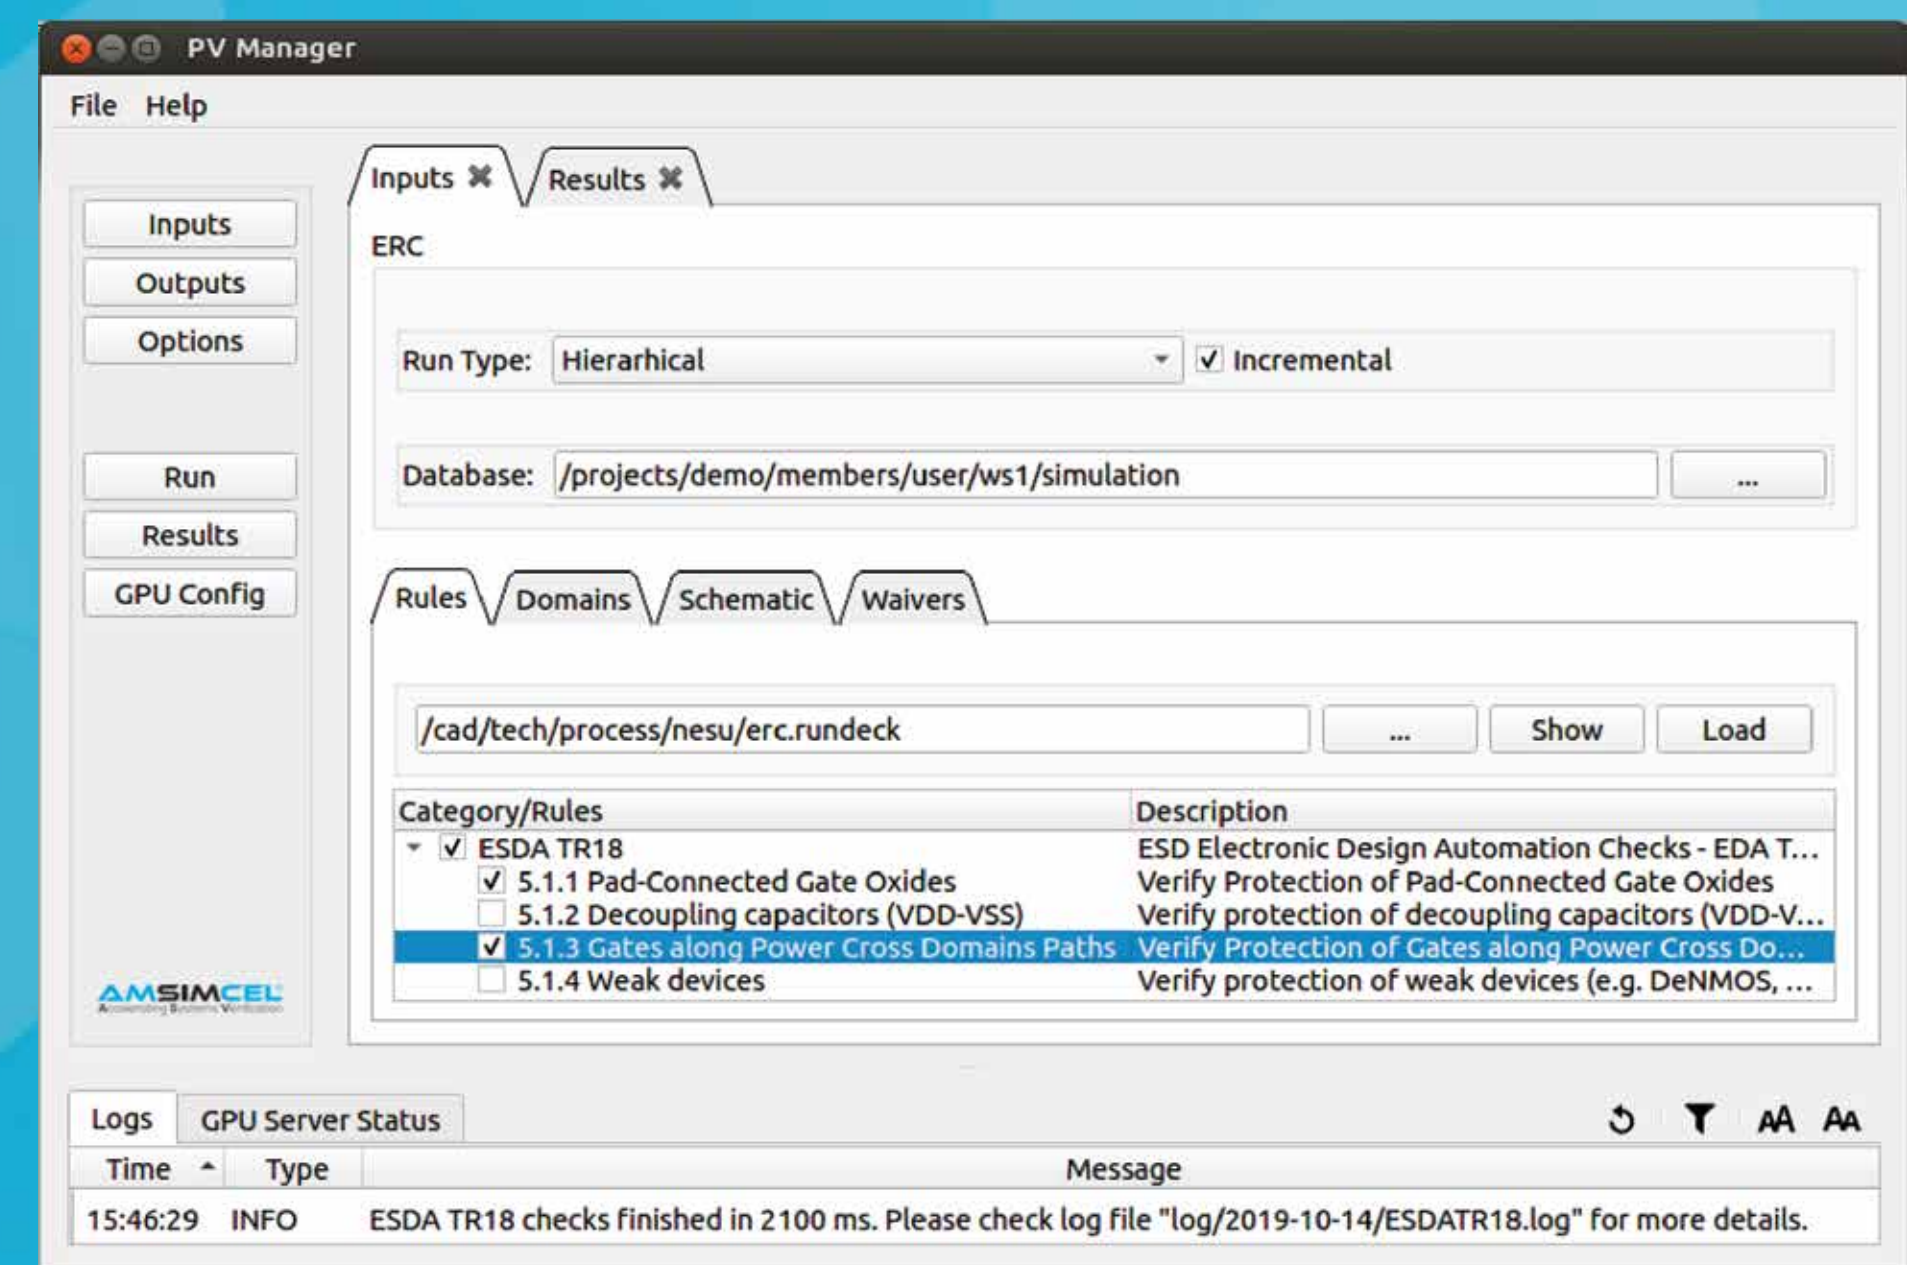 PV Manager
File Help
Inputs
Outputs
Options
Run
Results
GPU Config
AMSIMCEL
Accelerating Systems Verification
Inputs Results
ERC
Run Type: Hierarhical Incremental
Database: /projects/demo/members/user/ws1/simulation ...
Rules Domains Schematic Waivers
/cad/tech/process/nesu/erc.rundeck ... Show Load
Category/Rules Description
ESDA TR18 ESD Electronic Design Automation Checks - EDA T...
5.1.1 Pad-Connected Gate Oxides Verify Protection of Pad-Connected Gate Oxides
5.1.2 Decoupling capacitors (VDD-VSS) Verify protection of decoupling capacitors (VDD-V...
5.1.3 Gates along Power Cross Domains Paths Verify Protection of Gates along Power Cross Do...
5.1.4 Weak devices Verify protection of weak devices (e.g. DeNMOS, ...
Logs GPU Server Status AA AA
Time Type Message
15:46:29 INFO ESDA TR18 checks finished in 2100 ms. Please check log file "log/2019-10-14/ESDATR18.log" for more details.